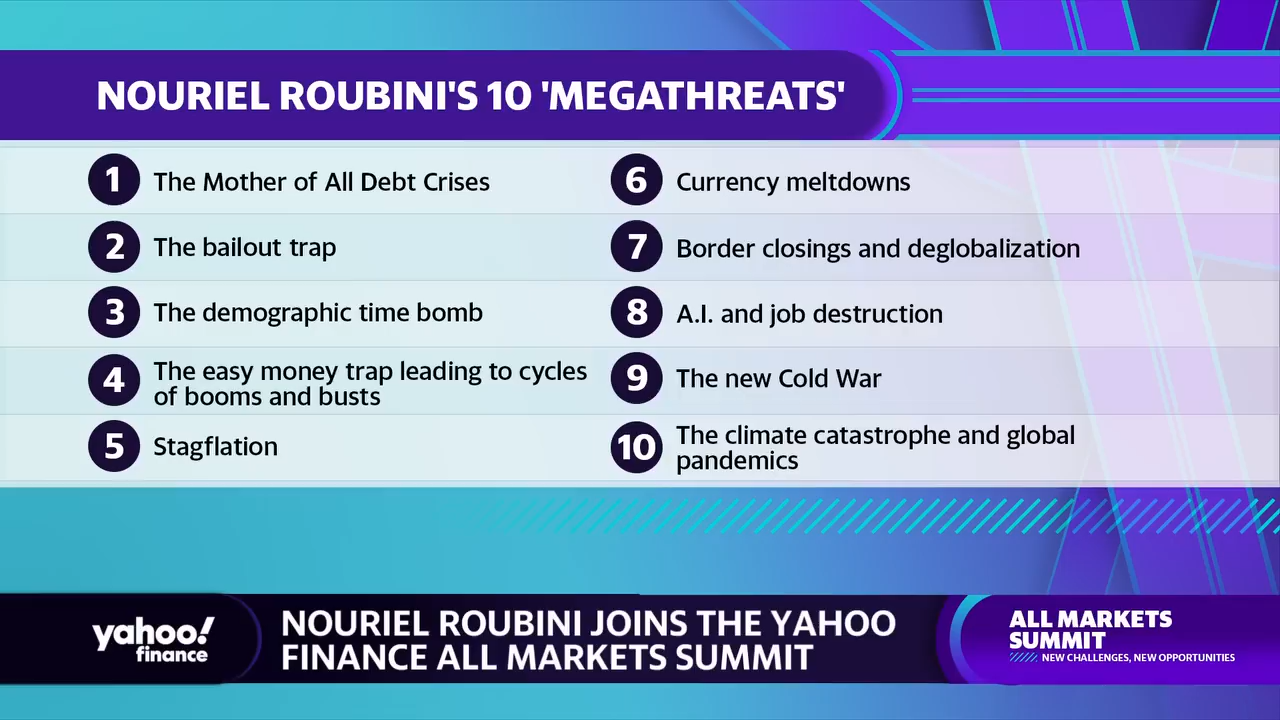 NOURIEL ROUBINI'S 10 'MEGATHREATS'
1 The Mother of All Debt Crises
2 The bailout trap
3 The demographic time bomb
4 The easy money trap leading to cycles
of booms and busts
5 Stagflation
6 Currency meltdowns
7 Border closings and deglobalization
8 A.I. and job destruction
9 The new Cold War
10 The climate catastrophe and global
pandemics
yahoo!
finance
NOURIEL ROUBINI JOINS THE YAHOO
FINANCE ALL MARKETS SUMMIT
ALL MARKETS
SUMMIT
NEW CHALLENGES, NEW OPPORTUNITIES